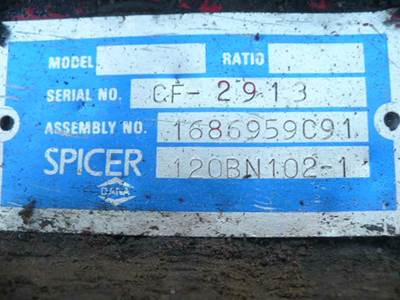 MODEL RATIO
SERIAL NO. CF-2913
ASSEMBLY NO. 1686959C91
SPICER 120BN102-1
DANA